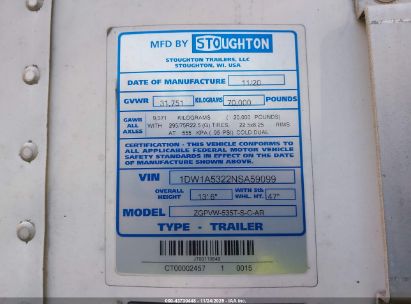 MFD BY STOUGHTON
STOUGHTON TRAILERS, LLC
STOUGHTON, WI. USA
DATE OF MANUFACTURE 11/20
GVWR 31,751 KILOGRAMS 70,000 POUNDS
GAWR 9,071 KILOGRAMS ( 20,000 POUNDS)
ALL WITH 295/75R22.5 (G) TIRES, 22.5x8.25 RIMS
AXLES AT 655 KPA ( 95 PSI) COLD DUAL
CERTIFICATION - THIS VEHICLE CONFORMS
TO ALL APPLICABLE FEDERAL MOTOR VEHICLE
SAFETY STANDARDS IN EFFECT ON THE
DATE OF MANUFACTURE SHOWN ABOVE
VIN 1DW1A5322NSA59099
OVERALL HEIGHT 13' 6" WITH 5th WHL. HT. 47"
MODEL ZGPVW-535T-S-C-AR
TYPE - TRAILER
CT00002457 1 0015